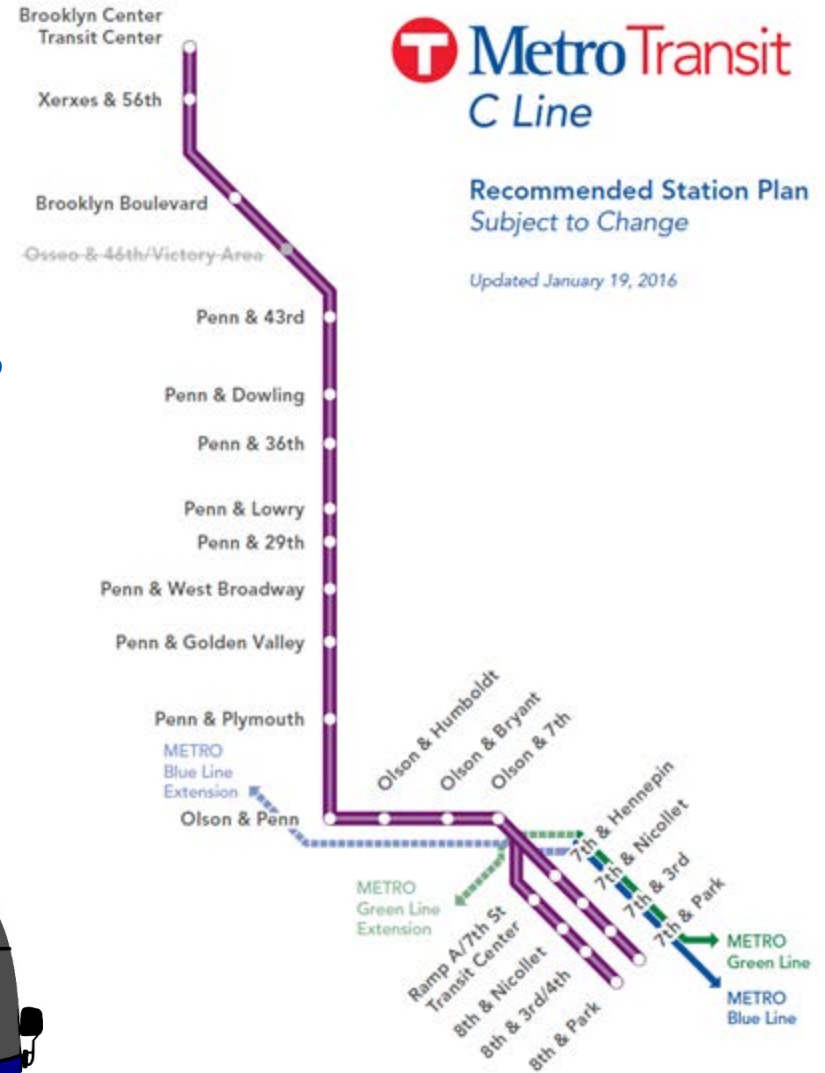 Brooklyn Center
Transit Center
Xerxes & 56th
Brooklyn Boulevard
Osseo & 46th/Victory Area
Penn & 43rd
Penn & Dowling
Penn & 36th
Penn & Lowry
Penn & 29th
Penn & West Broadway
Penn & Golden Valley
Penn & Plymouth
METRO
Blue Line
Extension
Olson & Penn
Olson & Humboldt
Olson & Bryant
Olson & 7th
7th & Hennepin
7th & Nicollet
7th & 3rd
7th & Park
METRO
Green Line
Extension
Ramp A/7th St
Transit Center
8th & Nicollet
8th & 3rd/4th
8th & Park
METRO
Green Line
METRO
Blue Line
T MetroTransit
C Line
Recommended Station Plan
Subject to Change
Updated January 19, 2016